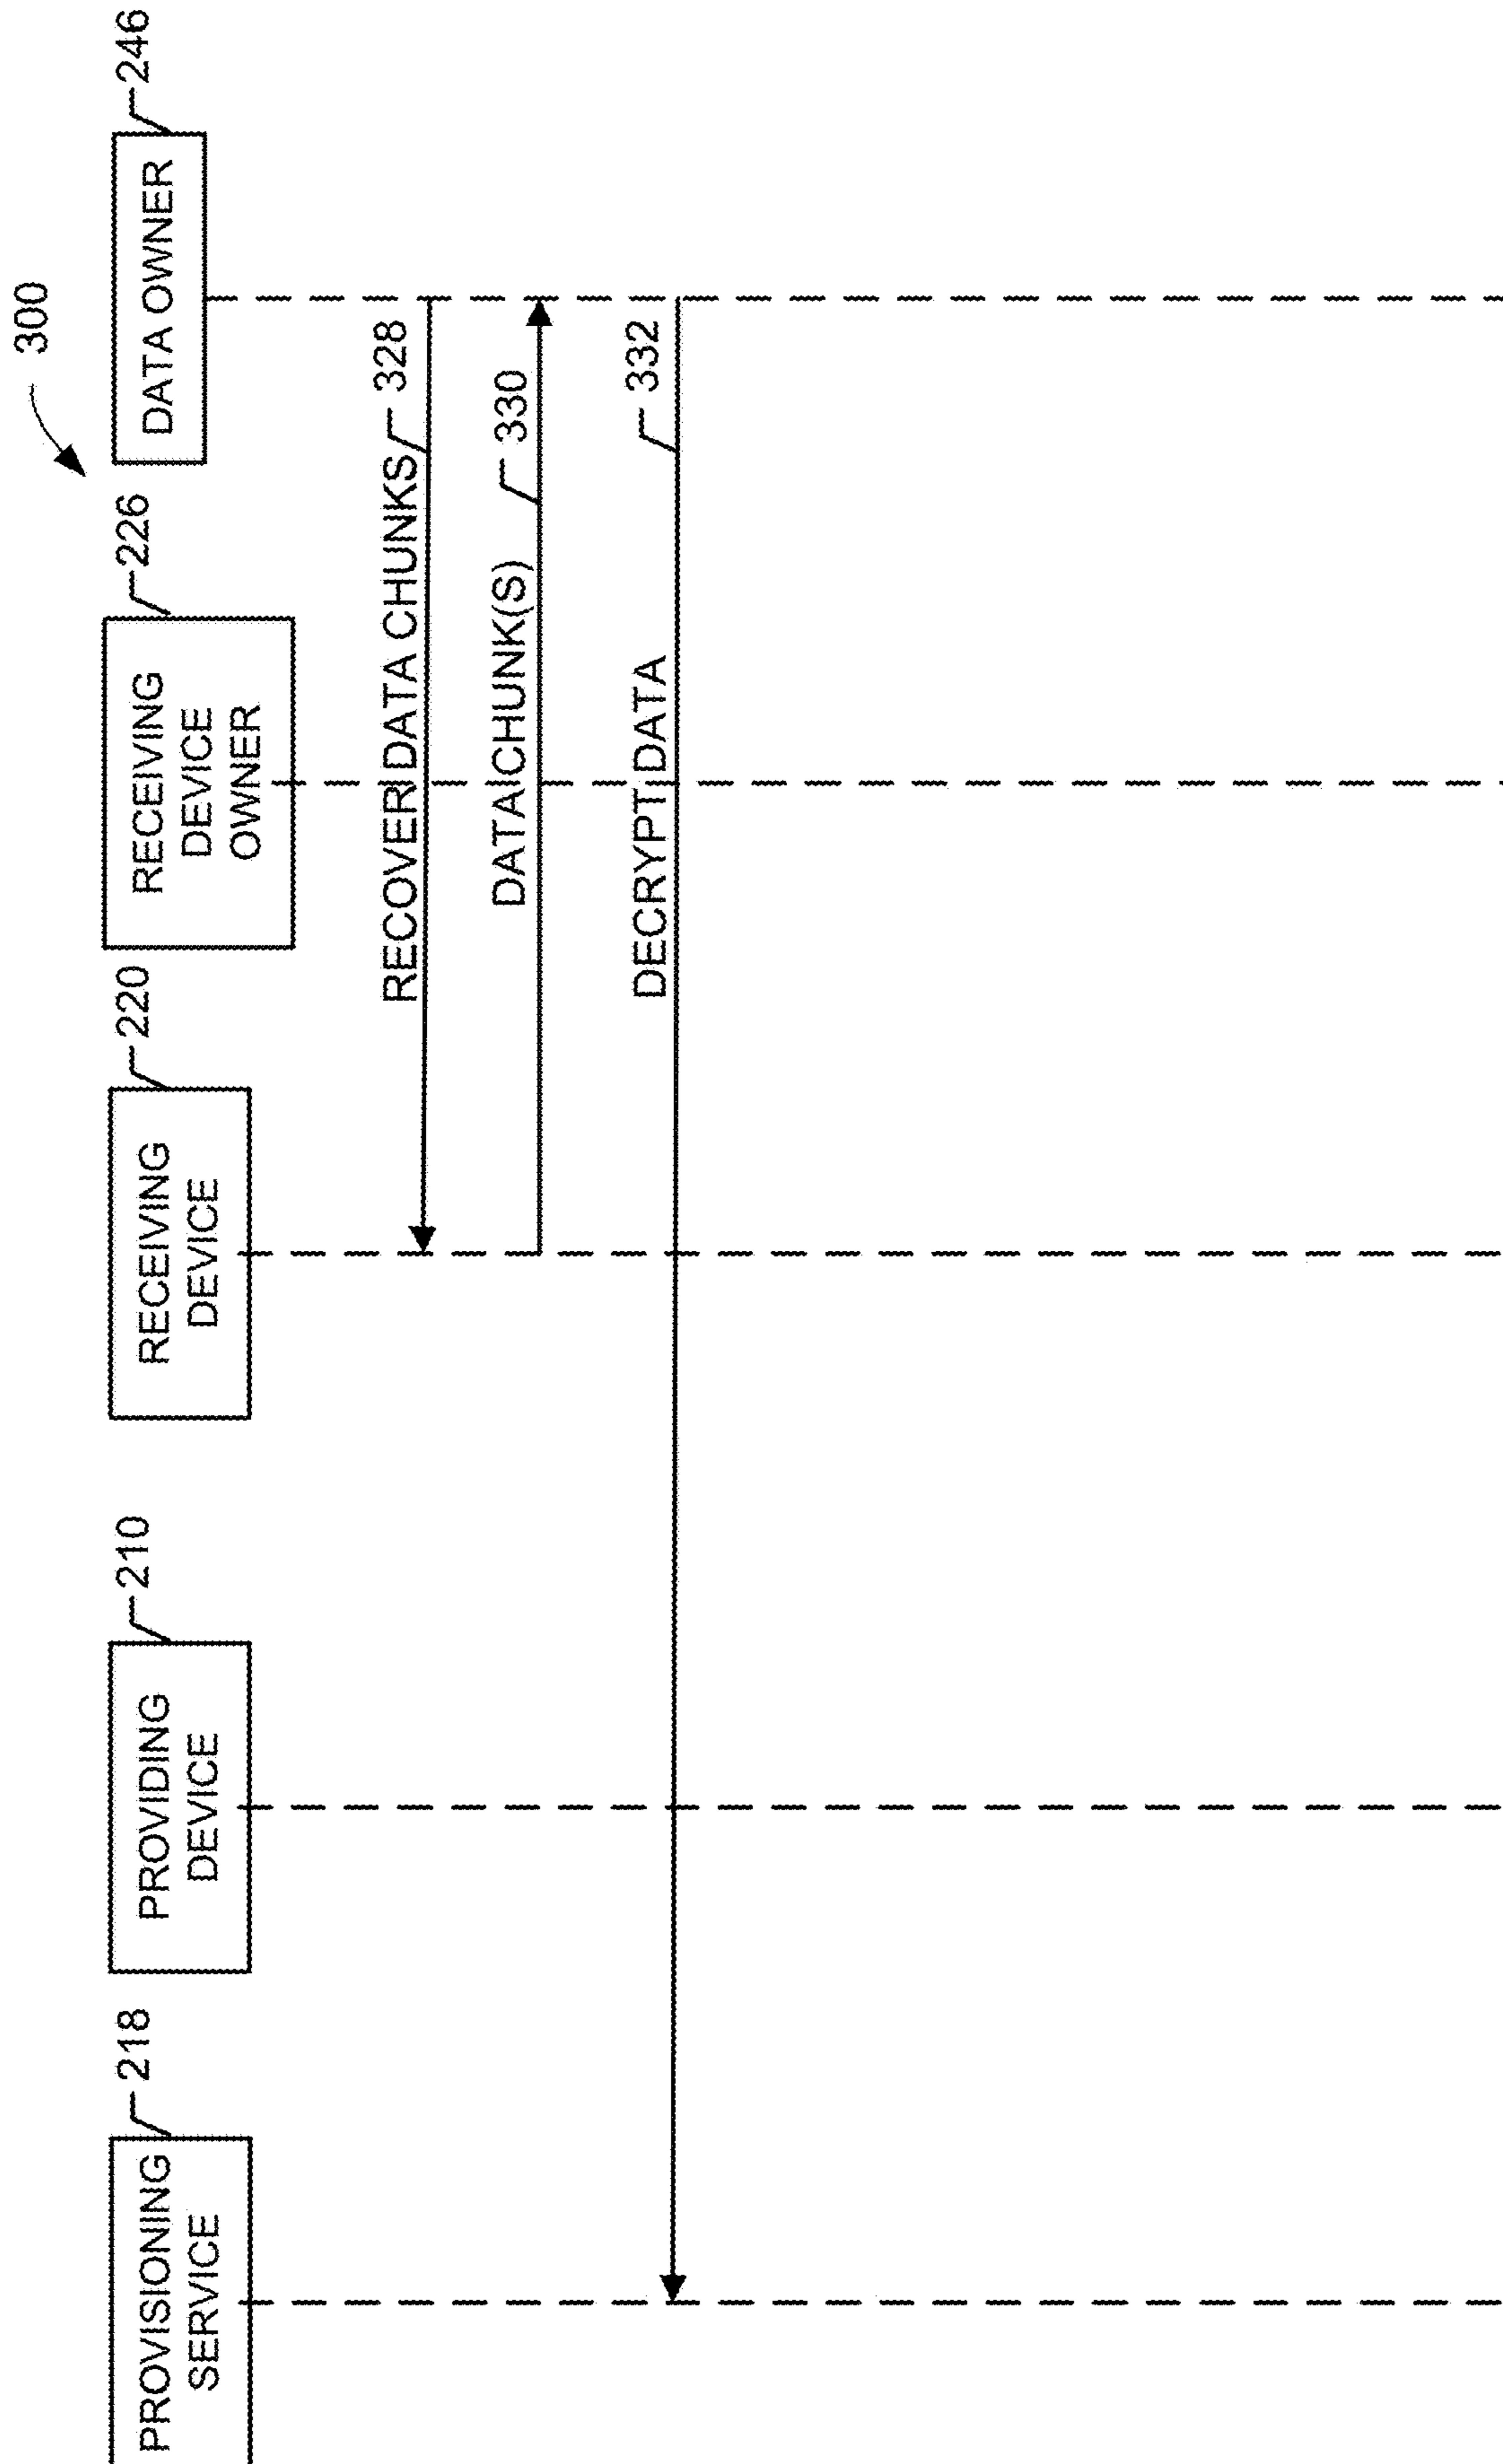 300
PROVISIONING
SERVICE
218
PROVIDING
DEVICE
210
RECEIVING
DEVICE
220
RECEIVING
DEVICE
OWNER
226
DATA OWNER
246
RECOVER DATA CHUNKS
328
DATA CHUNK(S)
330
DECRYPT DATA
332